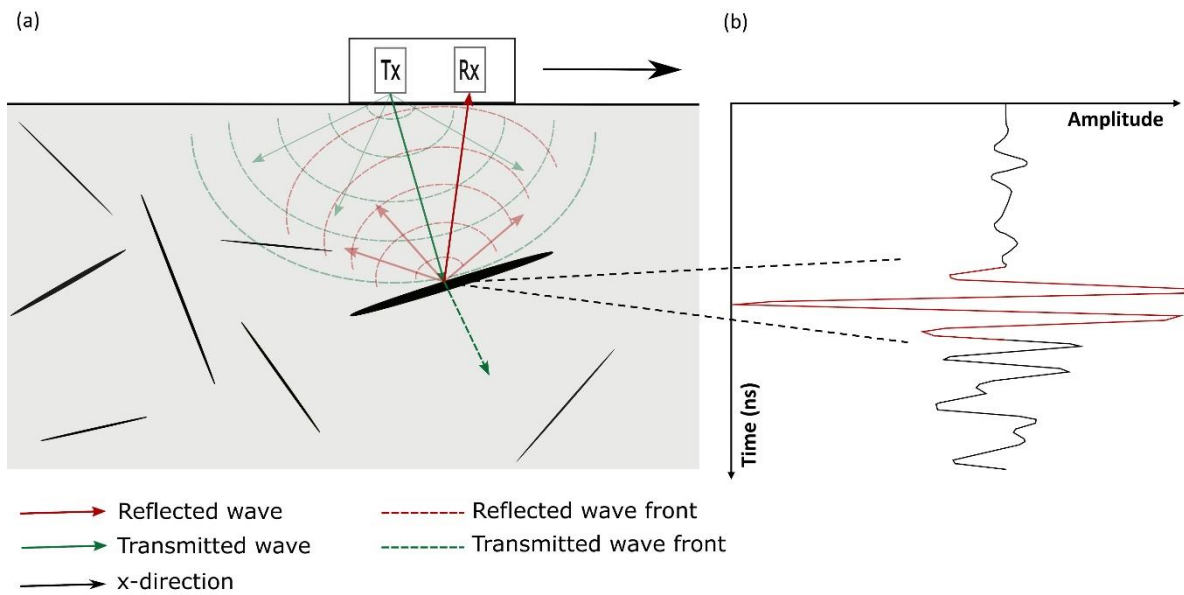 (a)
(b)
Tx
Rx
Amplitude
Time (ns)
Reflected wave
Reflected wave front
Transmitted wave
Transmitted wave front
x-direction